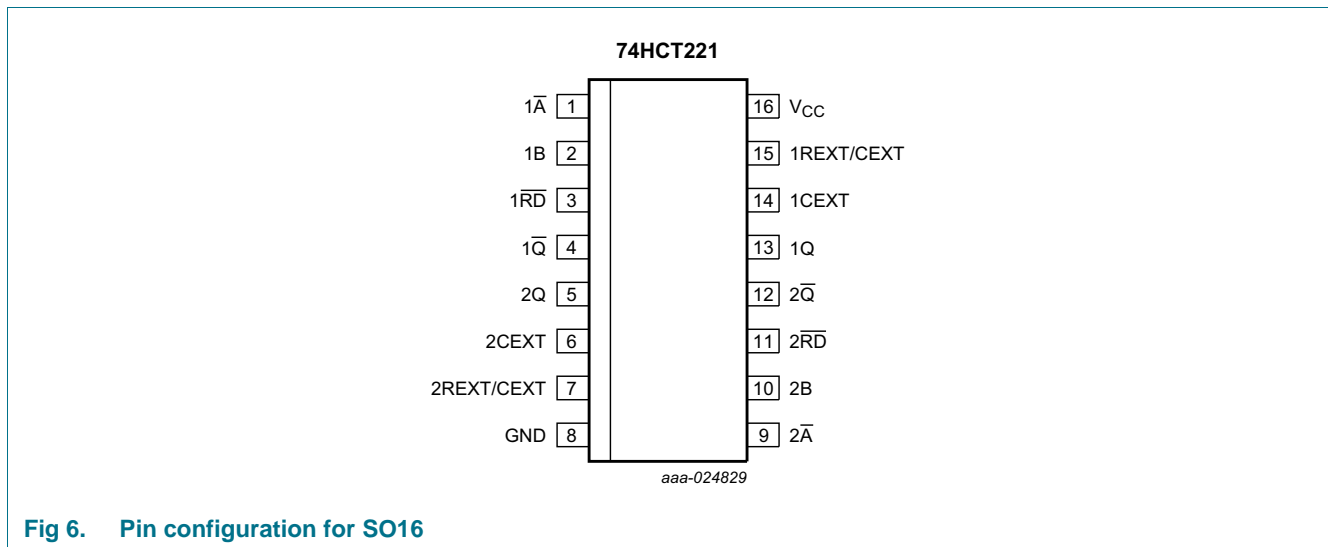 74HCT221
1A̅ 1 16 VCC
1B 2 15 1REXT/CEXT
1R̅D̅ 3 14 1CEXT
1Q̅ 4 13 1Q
2Q 5 12 2Q̅
2CEXT 6 11 2R̅D̅
2REXT/CEXT 7 10 2B
GND 8 9 2A̅
aaa-024829
Fig 6. Pin configuration for SO16